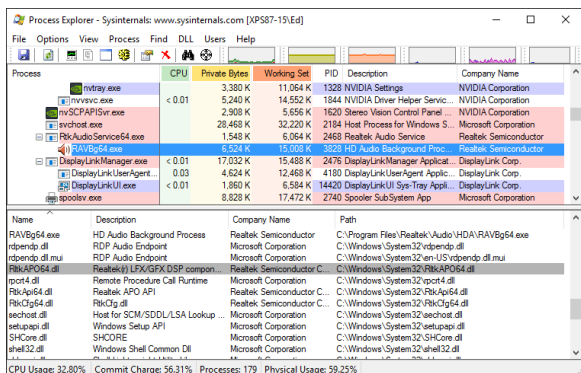 Process Explorer - Sysinternals: www.sysinternals.com [XPS87-15\Ed]
File Options View Process Find DLL Users Help
Process CPU Private Bytes Working Set PID Description Company Name
nvtray.exe 3,380 K 11,064 K 1328 NVIDIA Settings NVIDIA Corporation
nvvsvc.exe < 0.01 5,240 K 14,552 K 1844 NVIDIA Driver Helper Servic... NVIDIA Corporation
nvSCPAPISvr.exe 2,908 K 5,656 K 1620 Stereo Vision Control Panel ... NVIDIA Corporation
svchost.exe 28,468 K 32,220 K 2184 Host Process for Windows S... Microsoft Corporation
RtkAudioService64.exe 1,548 K 6,064 K 2468 Realtek Audio Service Realtek Semiconductor
RAVBg64.exe 6,524 K 15,008 K 3828 HD Audio Background Proc... Realtek Semiconductor
DisplayLinkManager.exe < 0.01 17,032 K 15,488 K 2476 DisplayLinkManager Applicat... DisplayLink Corp.
DisplayLinkUserAgent... 0.03 4,624 K 12,468 K 4180 DisplayLinkUserAgent Applic... DisplayLink Corp.
DisplayLinkUI.exe < 0.01 1,860 K 6,584 K 14420 DisplayLinkUI Sys-Tray Appli... DisplayLink Corp.
spoolsv.exe 8,828 K 17,472 K 2740 Spooler SubSystem App Microsoft Corporation
Name Description Company Name Path
RAVBg64.exe HD Audio Background Process Realtek Semiconductor C:\Program Files\Realtek\Audio\HDA\RAVBg64.exe
rdpendp.dll RDP Audio Endpoint Microsoft Corporation C:\Windows\System32\rdpendp.dll
rdpendp.dll.mui RDP Audio Endpoint Microsoft Corporation C:\Windows\System32\en-US\rdpendp.dll.mui
RltkAPO64.dll Realtek(r) LFX/GFX DSP compon... Realtek Semiconductor C... C:\Windows\System32\RltkAPO64.dll
rpcrt4.dll Remote Procedure Call Runtime Microsoft Corporation C:\Windows\System32\rpcrt4.dll
RtkApi64.dll Realtek APO API Realtek Semiconductor C... C:\Windows\System32\RtkApi64.dll
RtkCfg64.dll RtkCfg.dll Realtek Semiconductor C... C:\Windows\System32\RtkCfg64.dll
sechost.dll Host for SCM/SDDL/LSA Lookup ... Microsoft Corporation C:\Windows\System32\sechost.dll
setupapi.dll Windows Setup API Microsoft Corporation C:\Windows\System32\setupapi.dll
SHCore.dll SHCORE Microsoft Corporation C:\Windows\System32\SHCore.dll
shell32.dll Windows Shell Common Dll Microsoft Corporation C:\Windows\System32\shell32.dll
CPU Usage: 32.80% Commit Charge: 56.31% Processes: 179 Physical Usage: 59.25%